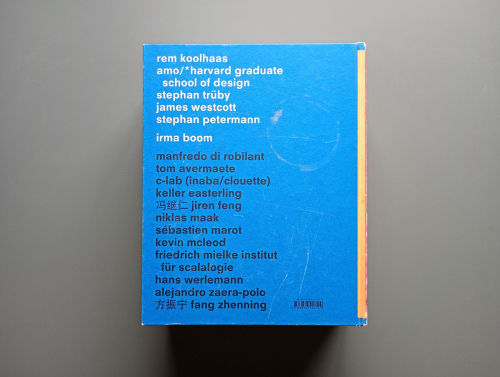 rem koolhaas
amo/*harvard graduate
school of design
stephan trüby
james westcott
stephan petermann
irma boom
manfredo di robilant
tom avermaete
c-lab (inaba/clouette)
keller easterling
冯继仁 jiren feng
niklas maak
sébastien marot
kevin mcleod
friedrich mielke institut
für scalalogie
hans werlemann
alejandro zaera-polo
方振宁 fang zhenning